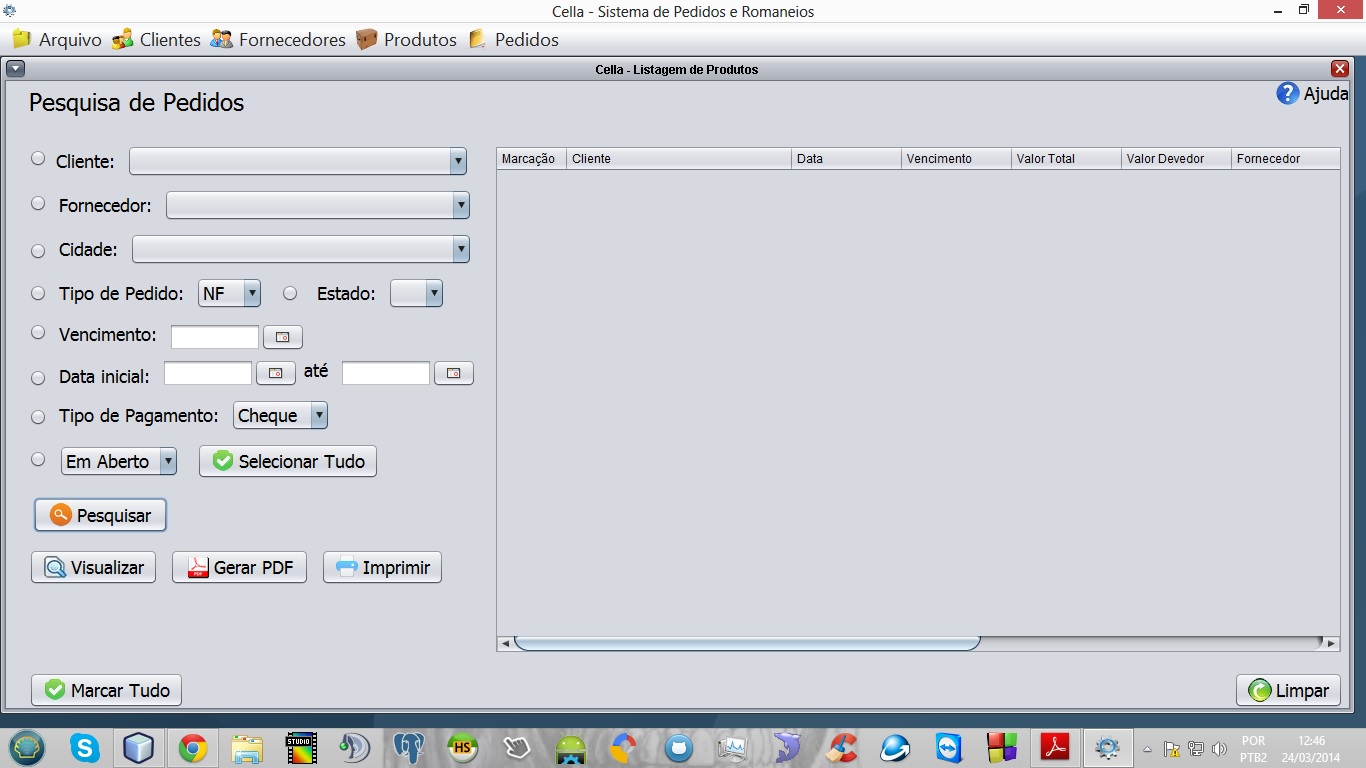 Cella - Sistema de Pedidos e Romaneios
Arquivo Clientes Fornecedores Produtos Pedidos
Cella - Listagem de Produtos
Pesquisa de Pedidos
Ajuda
Cliente:
Marcação Cliente Data Vencimento Valor Total Valor Devedor Fornecedor
Fornecedor:
Cidade:
Tipo de Pedido: NF Estado:
Vencimento:
Data inicial: até
Tipo de Pagamento: Cheque
Em Aberto Selecionar Tudo
Pesquisar
Visualizar Gerar PDF Imprimir
Marcar Tudo Limpar
STUDIO HS
POR 12:46
PTB2 24/03/2014